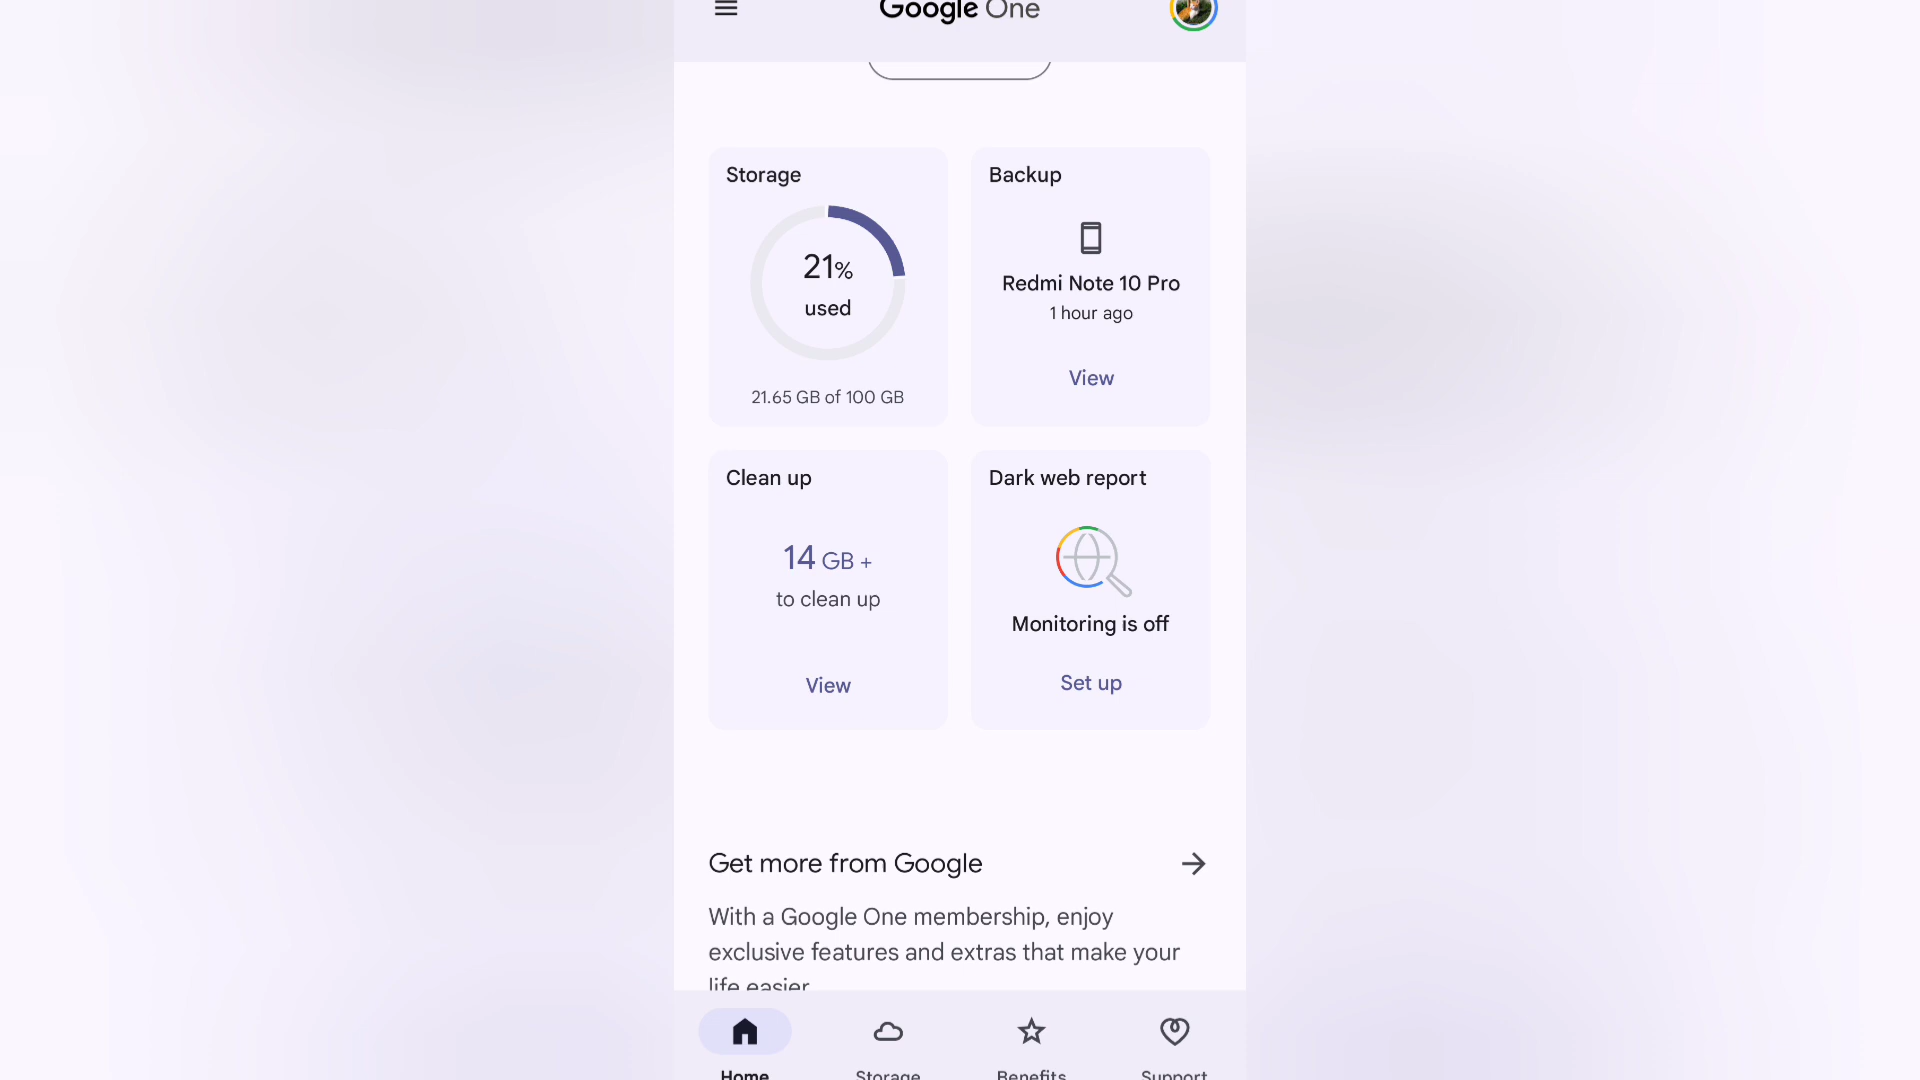 Google One
Storage
21%
used
21.65 GB of 100 GB
Backup
Redmi Note 10 Pro
1 hour ago
View
Clean up
14 GB +
to clean up
View
Dark web report
Monitoring is off
Set up
Get more from Google
With a Google One membership, enjoy
exclusive features and extras that make your
life easier
Home
Storage
Benefits
Support